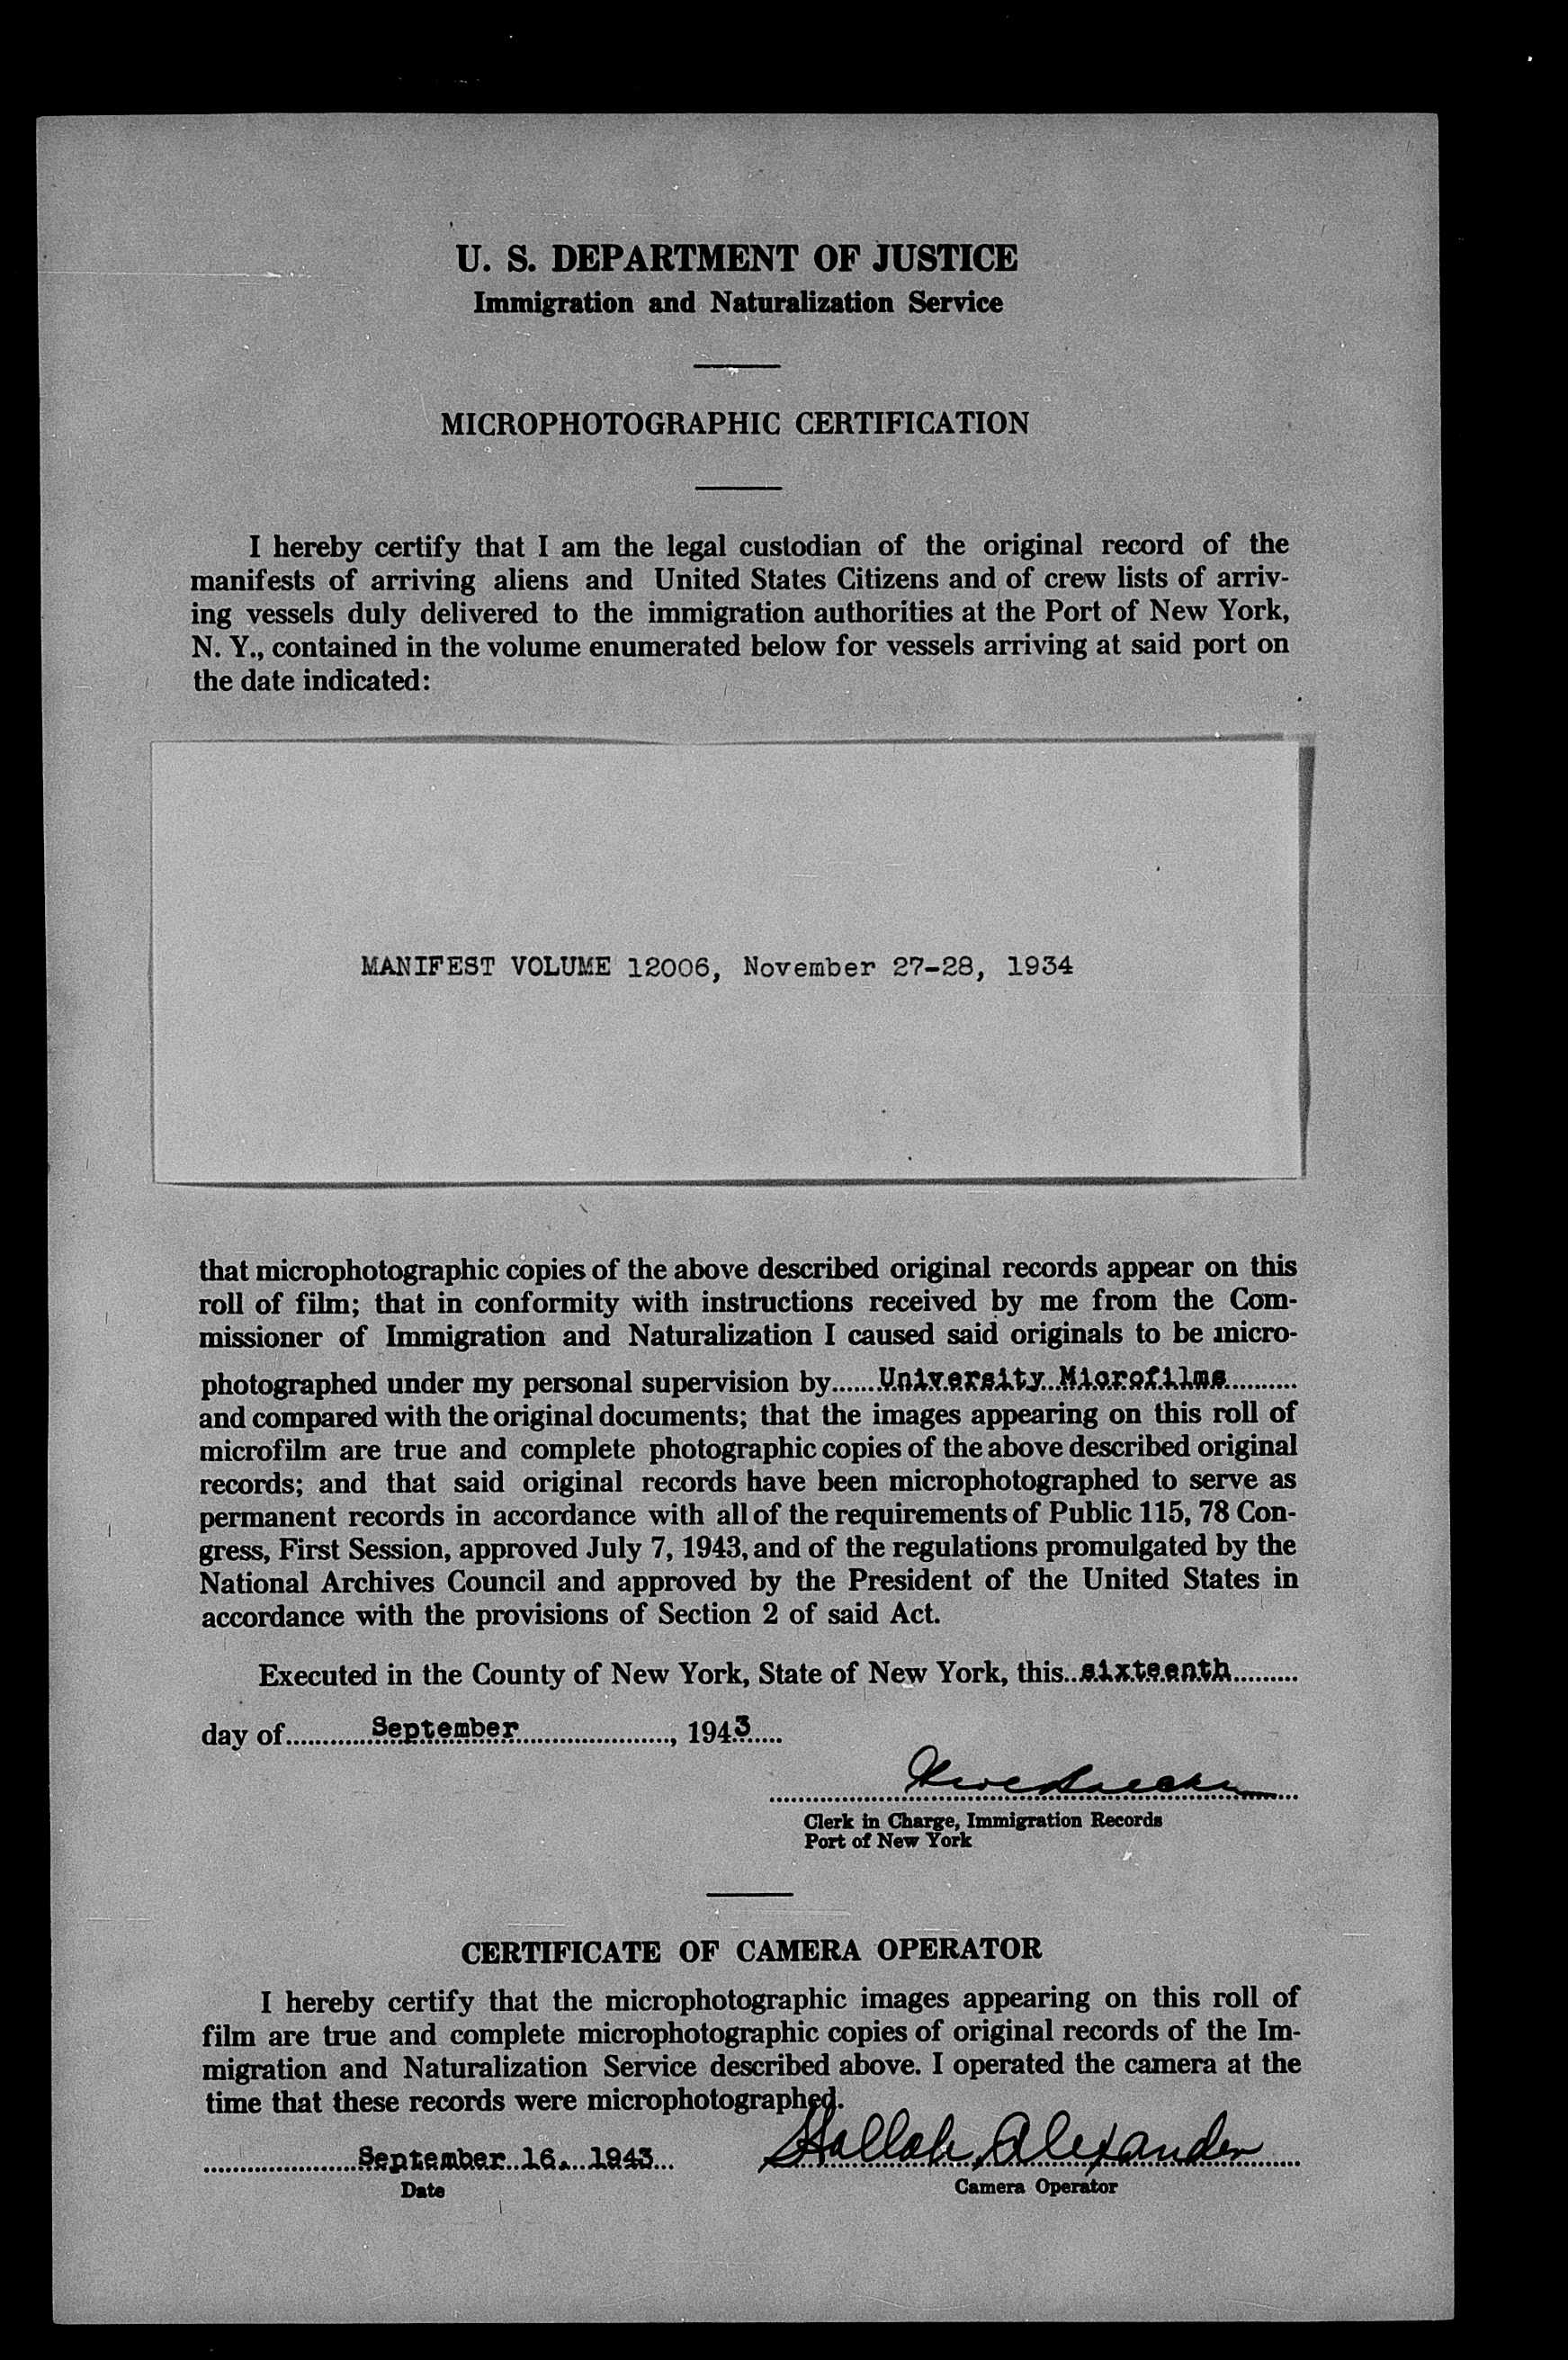 U. S. DEPARTMENT OF JUSTICE
Immigration and Naturalization Service
MICROPHOTOGRAPHIC CERTIFICATION
I hereby certify that I am the legal custodian of the original record of the
manifests of arriving aliens and United States Citizens and of crew lists of arriv-
ing vessels duly delivered to the immigration authorities at the Port of New York,
N. Y., contained in the volume enumerated below for vessels arriving at said port on
the date indicated:
MANIFEST VOLUME 12006, November 27-28, 1934
that microphotographic copies of the above described original records appear on this
roll of film; that in conformity with instructions received by me from the Com-
missioner of Immigration and Naturalization I caused said originals to be micro-
photographed under my personal supervision by University Microfilms
and compared with the original documents; that the images appearing on this roll of
microfilm are true and complete photographic copies of the above described original
records; and that said original records have been microphotographed to serve as
permanent records in accordance with all of the requirements of Public 115, 78 Con-
gress, First Session, approved July 7, 1943, and of the regulations promulgated by the
National Archives Council and approved by the President of the United States in
accordance with the provisions of Section 2 of said Act.
Executed in the County of New York, State of New York, this sixteenth
day of September, 1943
Clerk in Charge, Immigration Records
Port of New York
CERTIFICATE OF CAMERA OPERATOR
I hereby certify that the microphotographic images appearing on this roll of
film are true and complete microphotographic copies of original records of the Im-
migration and Naturalization Service described above. I operated the camera at the
time that these records were microphotographed.
September 16, 1943 Alexander
Date Camera Operator